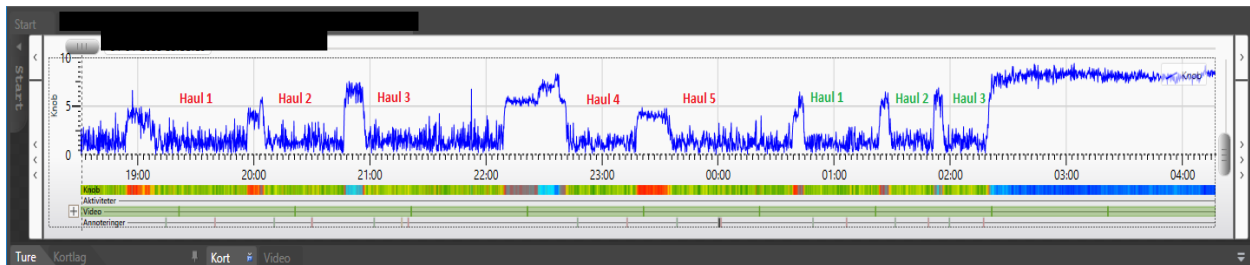 Start
Start
10
5
0
Knob
Knob
Haul 1
Haul 2
Haul 3
Haul 4
Haul 5
Haul 1
Haul 2
Haul 3
19:00 20:00 21:00 22:00 23:00 00:00 01:00 02:00 03:00 04:00
Knob
Aktiviteter
Video
Annoteringer
Ture Kortlag Kort Video